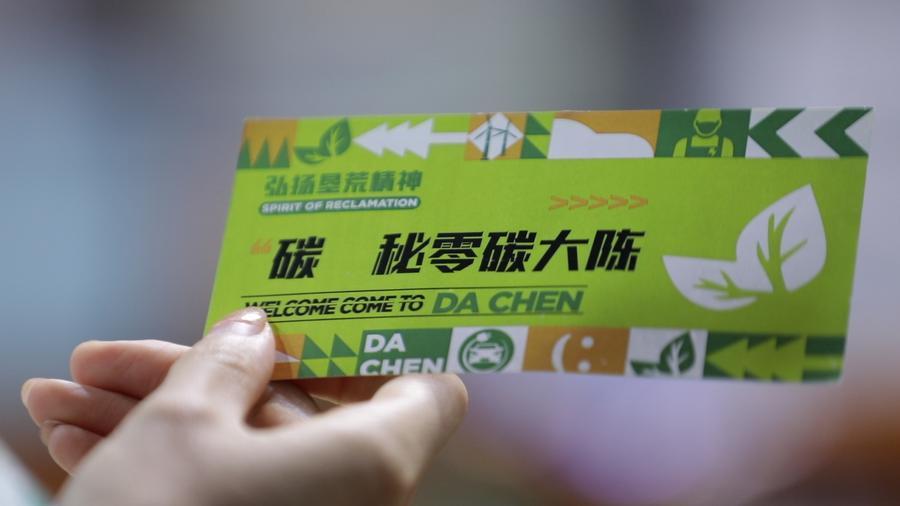 弘扬垦荒精神
SPIRIT OF RECLAMATION
“碳 秘零碳大陈
WELCOME COME TO DA CHEN
DA
CHEN